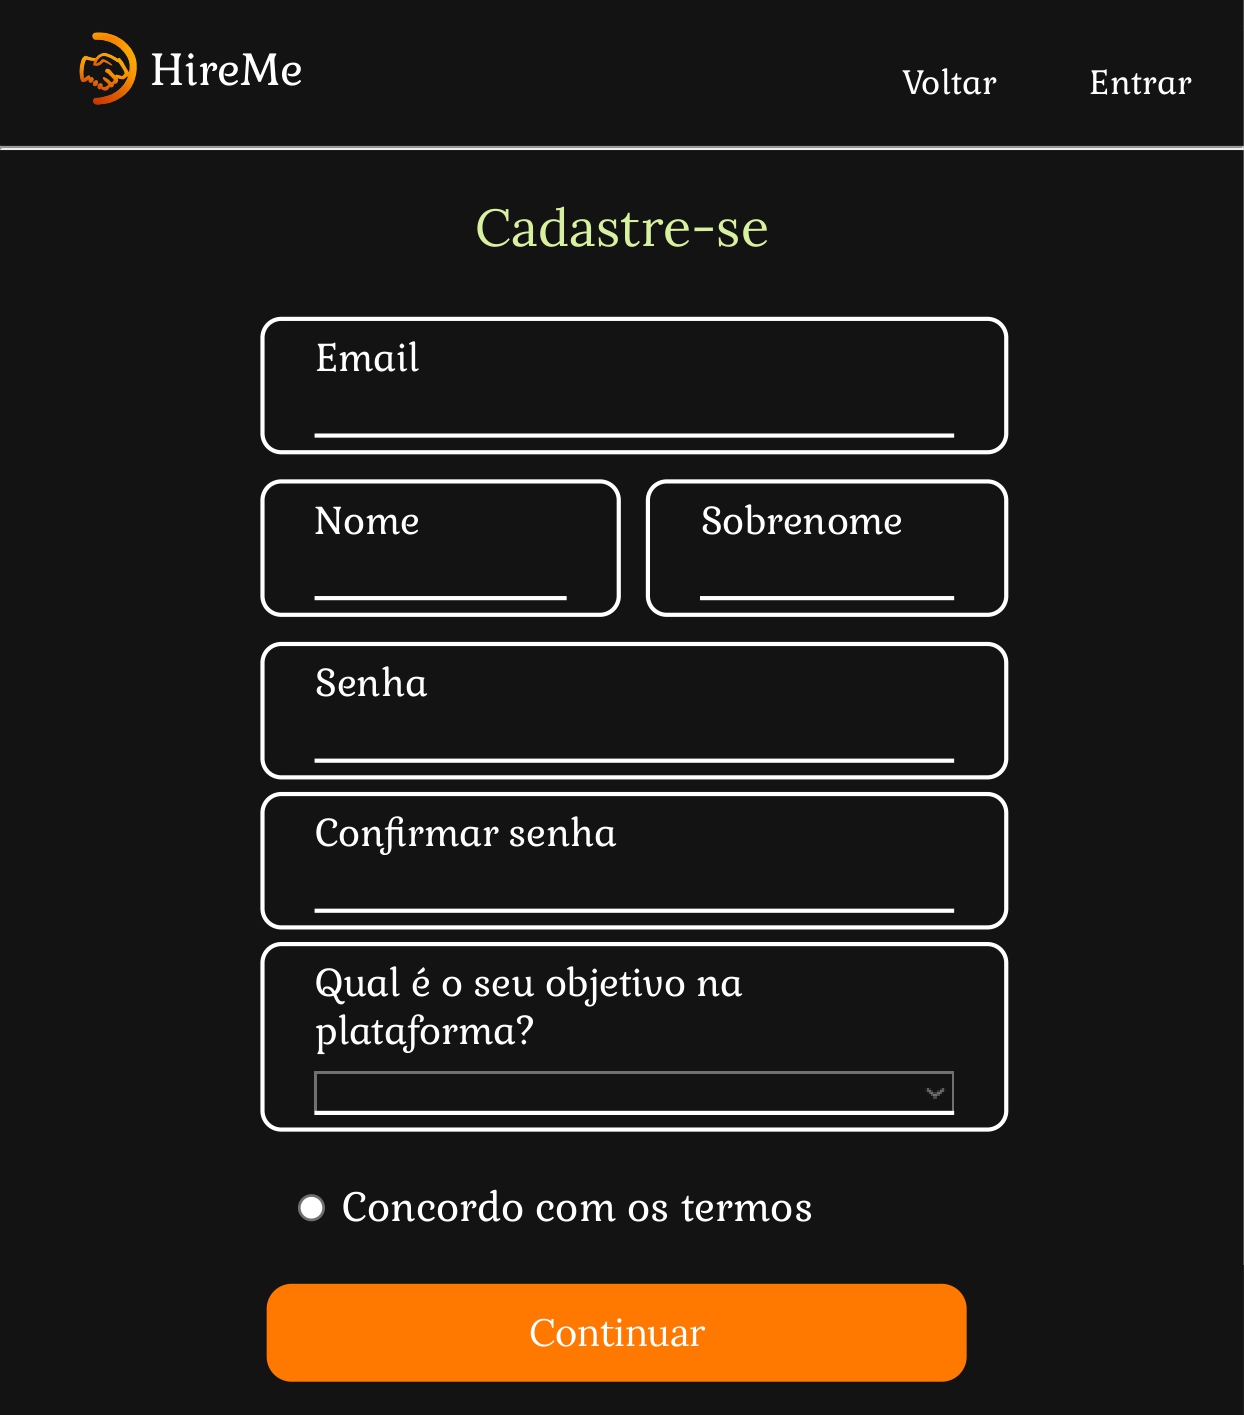 HireMe
Voltar
Entrar
Cadastre-se
Email
Nome
Sobrenome
Senha
Confirmar senha
Qual é o seu objetivo na
plataforma?
Concordo com os termos
Continuar